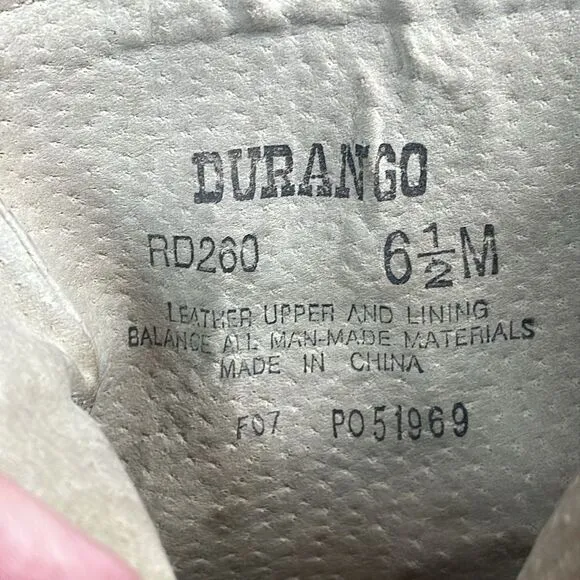 DURANGO
RD260 6½M
LEATHER UPPER AND LINING
BALANCE ALL MAN-MADE MATERIALS
MADE IN CHINA
F07 PO51969